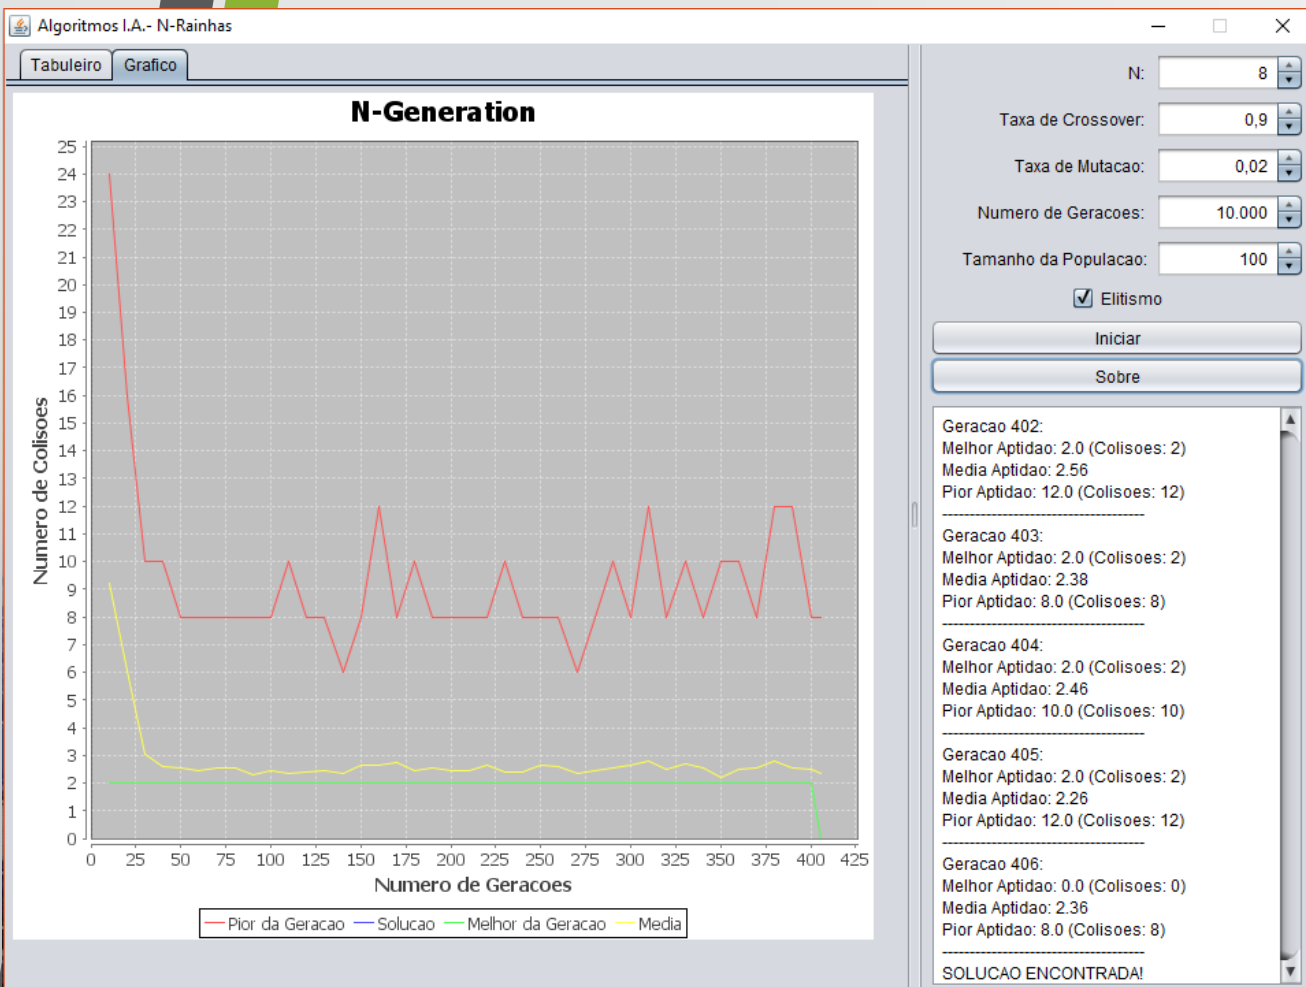 Algoritmos I.A.- N-Rainhas
Tabuleiro Grafico
N-Generation
25
24
23
22
21
20
19
18
17
16
15
14
13
12
11
10
9
8
7
6
5
4
3
2
1
0
Numero de Colisoes
0 25 50 75 100 125 150 175 200 225 250 275 300 325 350 375 400 425
Numero de Geracoes
Pior da Geracao Solucao Melhor da Geracao Media
N: 8
Taxa de Crossover: 0,9
Taxa de Mutacao: 0,02
Numero de Geracoes: 10.000
Tamanho da Populacao: 100
Elitismo
Iniciar
Sobre
Geracao 402:
Melhor Aptidao: 2.0 (Colisoes: 2)
Media Aptidao: 2.56
Pior Aptidao: 12.0 (Colisoes: 12)
-------------------------------------
Geracao 403:
Melhor Aptidao: 2.0 (Colisoes: 2)
Media Aptidao: 2.38
Pior Aptidao: 8.0 (Colisoes: 8)
-------------------------------------
Geracao 404:
Melhor Aptidao: 2.0 (Colisoes: 2)
Media Aptidao: 2.46
Pior Aptidao: 10.0 (Colisoes: 10)
-------------------------------------
Geracao 405:
Melhor Aptidao: 2.0 (Colisoes: 2)
Media Aptidao: 2.26
Pior Aptidao: 12.0 (Colisoes: 12)
-------------------------------------
Geracao 406:
Melhor Aptidao: 0.0 (Colisoes: 0)
Media Aptidao: 2.36
Pior Aptidao: 8.0 (Colisoes: 8)
-------------------------------------
SOLUCAO ENCONTRADA!